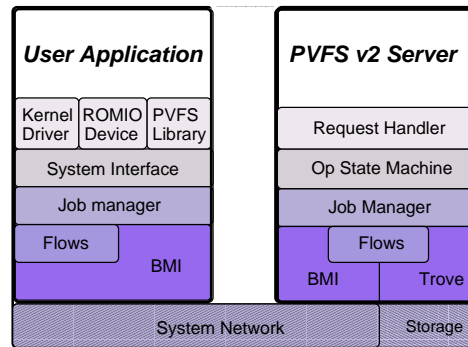 User Application
Kernel Driver
ROMIO Device
PVFS Library
System Interface
Job manager
Flows
BMI
PVFS v2 Server
Request Handler
Op State Machine
Job Manager
Flows
BMI
Trove
System Network
Storage